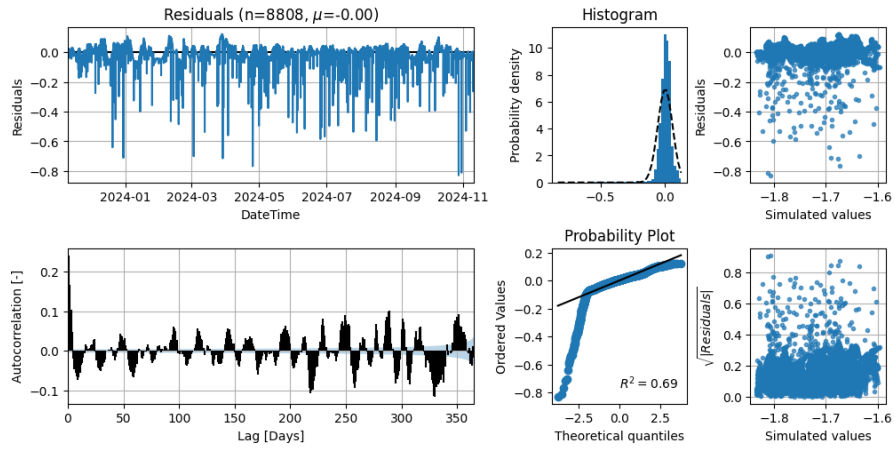 Residuals (n=8808, μ=-0.00)
Residuals
0.0
−0.2
−0.4
−0.6
−0.8
2024-01 2024-03 2024-05 2024-07 2024-09 2024-11
DateTime
Histogram
Probability density
10
8
6
4
2
0
−0.5 0.0
Residuals
0.0
−0.2
−0.4
−0.6
−0.8
−1.8 −1.7 −1.6
Simulated values
Autocorrelation [-]
0.2
0.1
0.0
−0.1
0 50 100 150 200 250 300 350
Lag [Days]
Probability Plot
Ordered Values
0.2
0.0
−0.2
−0.4
−0.6
−0.8
R² = 0.69
−2.5 0.0 2.5
Theoretical quantiles
√|Residuals|
0.8
0.6
0.4
0.2
0.0
−1.8 −1.7 −1.6
Simulated values